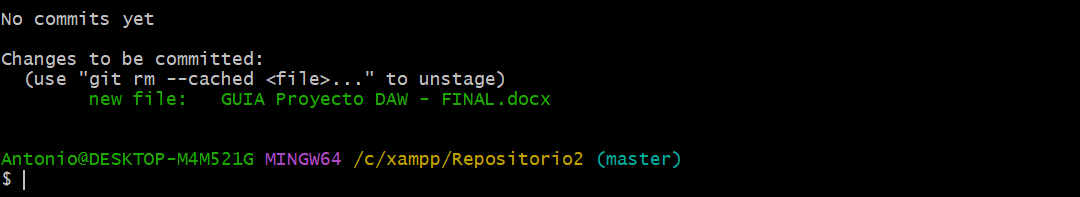 No commits yet
Changes to be committed:
(use "git rm --cached <file>..." to unstage)
new file: GUIA Proyecto DAW - FINAL.docx
Antonio@DESKTOP-M4M521G MINGW64 /c/xampp/Repositorio2 (master)
$